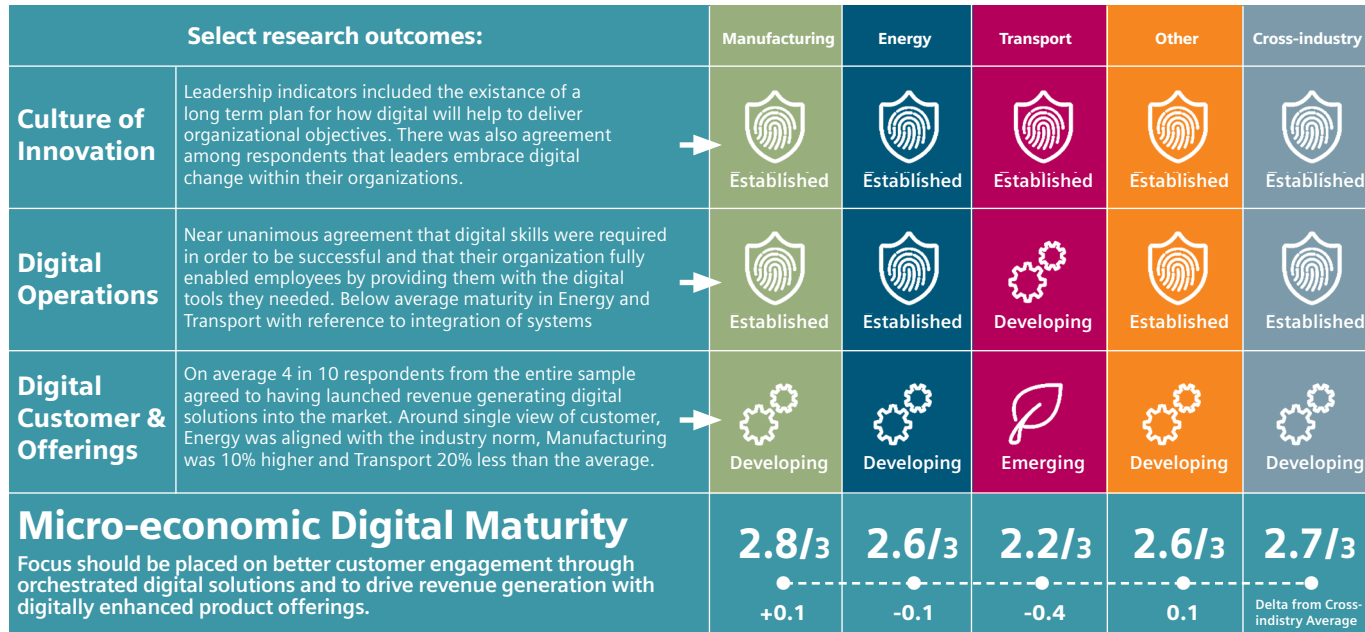 Select research outcomes:
Manufacturing
Energy
Transport
Other
Cross-industry
Culture of
Innovation
Leadership indicators included the existance of a
long term plan for how digital will help to deliver
organizational objectives. There was also agreement
among respondents that leaders embrace digital
change within their organizations.
Established
Established
Established
Established
Established
Digital
Operations
Near unanimous agreement that digital skills were required
in order to be successful and that their organization fully
enabled employees by providing them with the digital
tools they needed. Below average maturity in Energy and
Transport with reference to integration of systems
Established
Established
Developing
Established
Established
Digital
Customer &
Offerings
On average 4 in 10 respondents from the entire sample
agreed to having launched revenue generating digital
solutions into the market. Around single view of customer,
Energy was aligned with the industry norm, Manufacturing
was 10% higher and Transport 20% less than the average.
Developing
Developing
Emerging
Developing
Developing
Micro-economic Digital Maturity
Focus should be placed on better customer engagement through
orchestrated digital solutions and to drive revenue generation with
digitally enhanced product offerings.
2.8/3
2.6/3
2.2/3
2.6/3
2.7/3
+0.1
-0.1
-0.4
0.1
Delta from Cross-
indistry Average